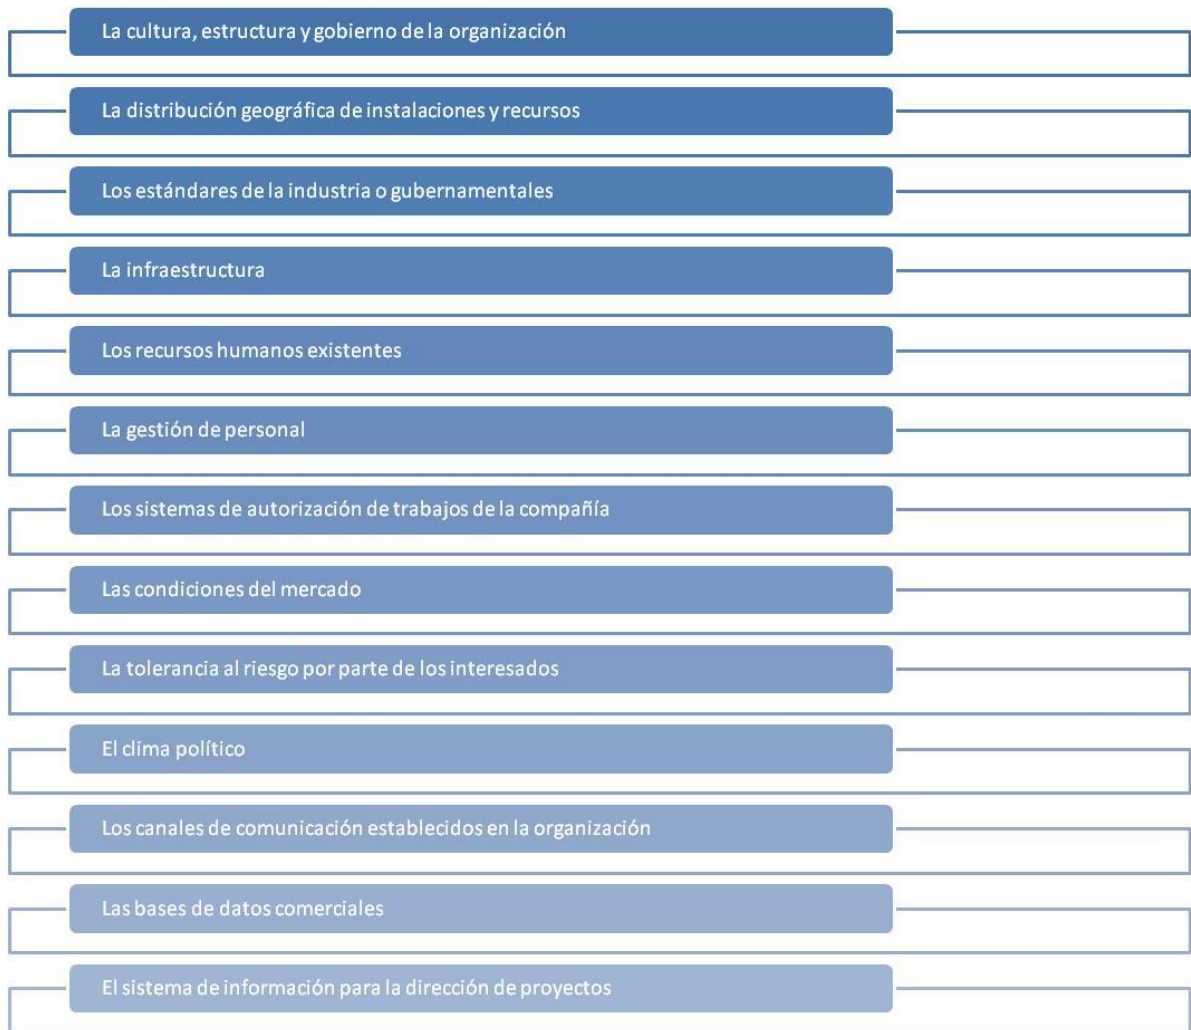 La cultura, estructura y gobierno de la organización
La distribución geográfica de instalaciones y recursos
Los estándares de la industria o gubernamentales
La infraestructura
Los recursos humanos existentes
La gestión de personal
Los sistemas de autorización de trabajos de la compañía
Las condiciones del mercado
La tolerancia al riesgo por parte de los interesados
El clima político
Los canales de comunicación establecidos en la organización
Las bases de datos comerciales
El sistema de información para la dirección de proyectos